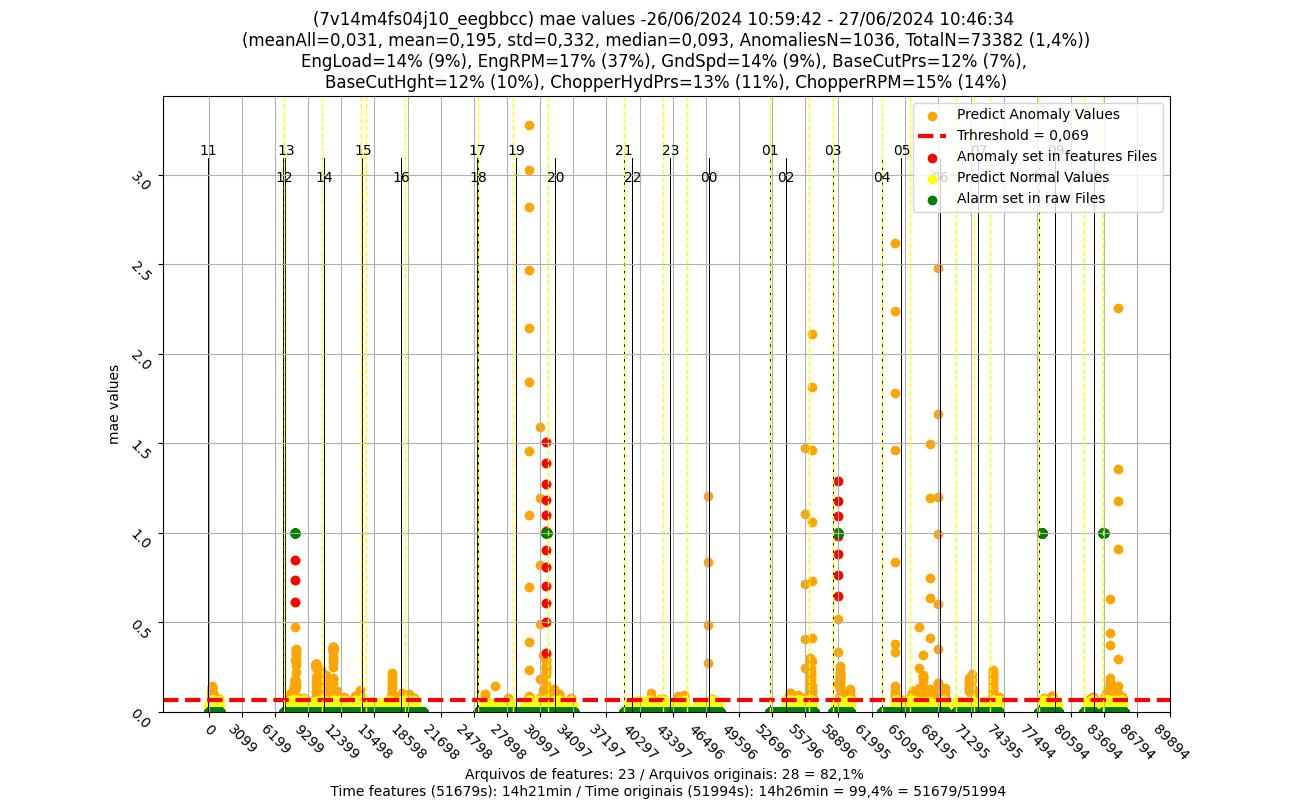 (7v14m4fs04j10_eegbbcc) mae values -26/06/2024 10:59:42 - 27/06/2024 10:46:34
(meanAll=0,031, mean=0,195, std=0,332, median=0,093, AnomaliesN=1036, TotalN=73382 (1,4%))
EngLoad=14% (9%), EngRPM=17% (37%), GndSpd=14% (9%), BaseCutPrs=12% (7%),
BaseCutHght=12% (10%), ChopperHydPrs=13% (11%), ChopperRPM=15% (14%)
Predict Anomaly Values
Trhreshold = 0,069
Anomaly set in features Files
Predict Normal Values
Alarm set in raw Files
11 13 15 17 19 21 23 01 03 05 07 09
12 14 16 18 20 22 00 02 04 06
3.0
2.5
2.0
1.5
1.0
0.5
0.0
mae values
0 3099 6199 9299 12399 15498 18598 21698 24798 27898 30997 34097 37197 40297 43397 46496 49596 52696 55796 58896 61995 65095 68195 71295 74395 77494 80594 83694 86794 89894
Arquivos de features: 23 / Arquivos originais: 28 = 82,1%
Time features (51679s): 14h21min / Time originais (51994s): 14h26min = 99,4% = 51679/51994